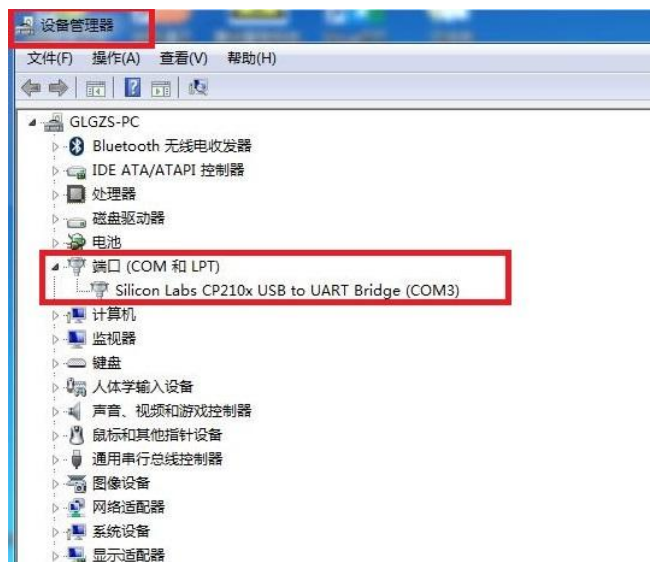 设备管理器
文件(F) 操作(A) 查看(V) 帮助(H)
GLGZS-PC
Bluetooth 无线电收发器
IDE ATA/ATAPI 控制器
处理器
磁盘驱动器
电池
端口 (COM 和 LPT)
Silicon Labs CP210x USB to UART Bridge (COM3)
计算机
监视器
键盘
人体学输入设备
声音、视频和游戏控制器
鼠标和其他指针设备
通用串行总线控制器
图像设备
网络适配器
系统设备
显示适配器